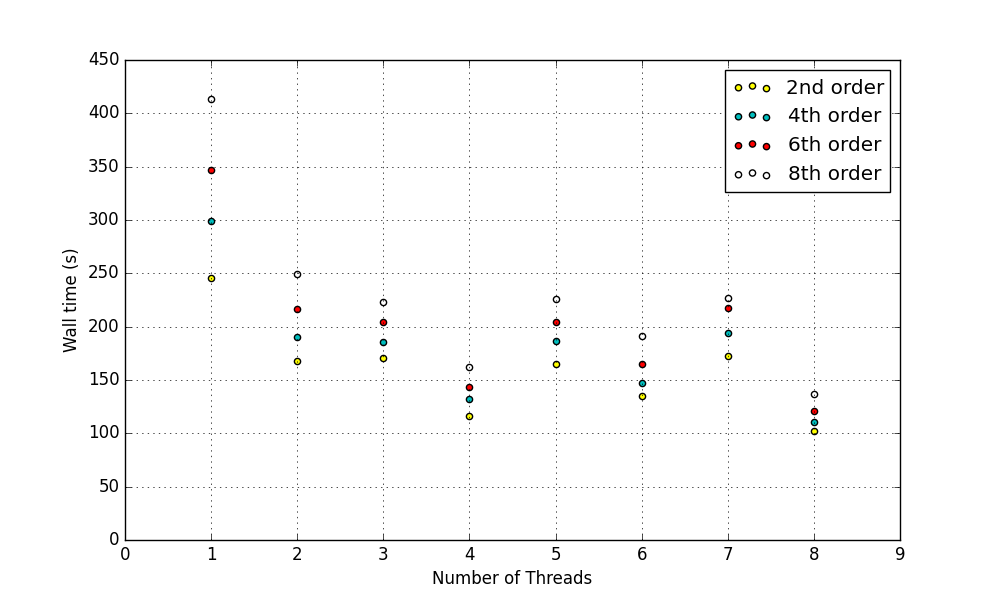 450
400
350
300
250
200
150
100
50
0
Wall time (s)
0 1 2 3 4 5 6 7 8 9
Number of Threads
2nd order
4th order
6th order
8th order